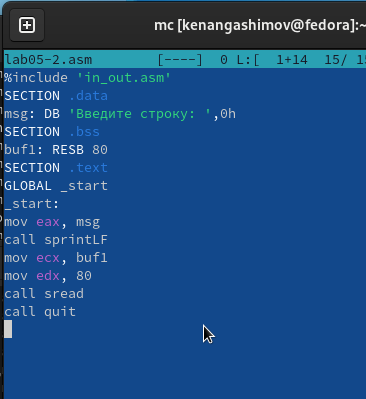 mc [kenangashimov@fedora]:~
lab05-2.asm [----] 0 L:[ 1+14 15/ 15
%include 'in_out.asm'
SECTION .data
msg: DB 'Введите строку: ',0h
SECTION .bss
buf1: RESB 80
SECTION .text
GLOBAL _start
_start:
mov eax, msg
call sprintLF
mov ecx, buf1
mov edx, 80
call sread
call quit